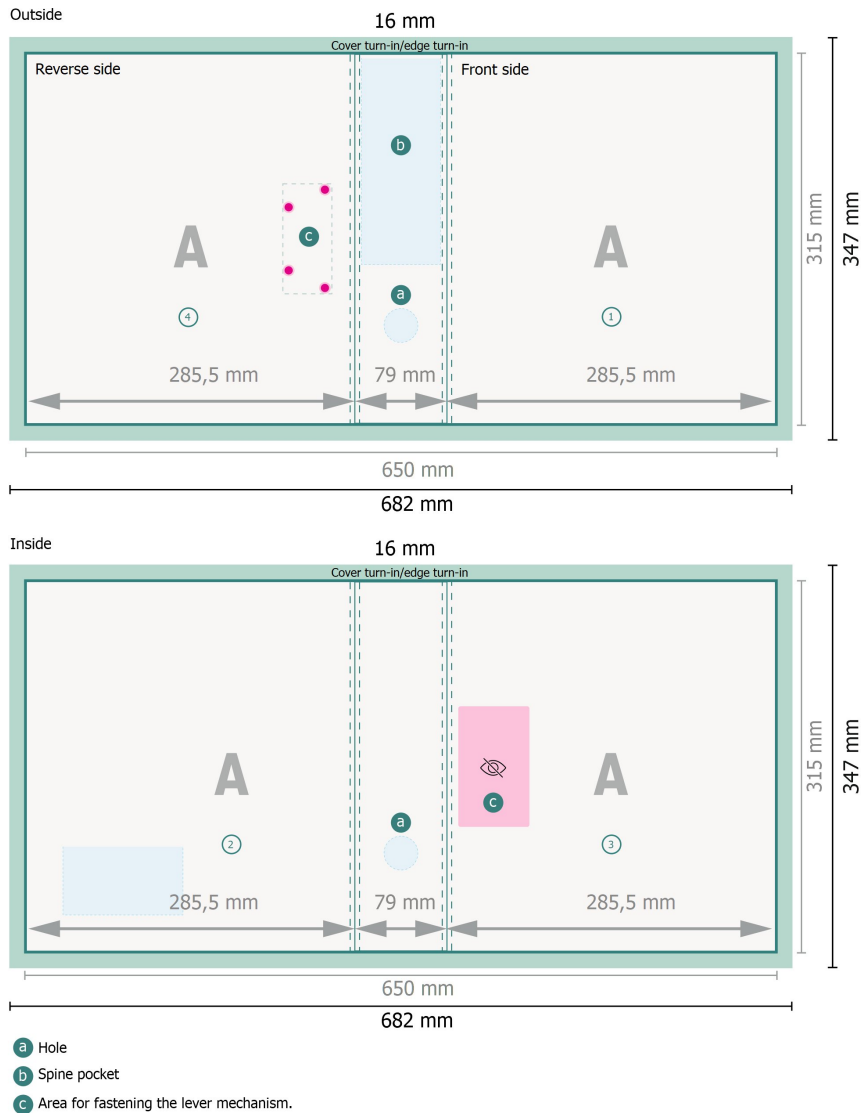 Outside
16 mm
Cover turn-in/edge turn-in
Reverse side
Front side
b
c
A
A
a
4
1
285,5 mm
79 mm
285,5 mm
315 mm
347 mm
650 mm
682 mm
Inside
16 mm
Cover turn-in/edge turn-in
A
A
c
a
2
3
285,5 mm
79 mm
285,5 mm
315 mm
347 mm
650 mm
682 mm
a Hole
b Spine pocket
c Area for fastening the lever mechanism.